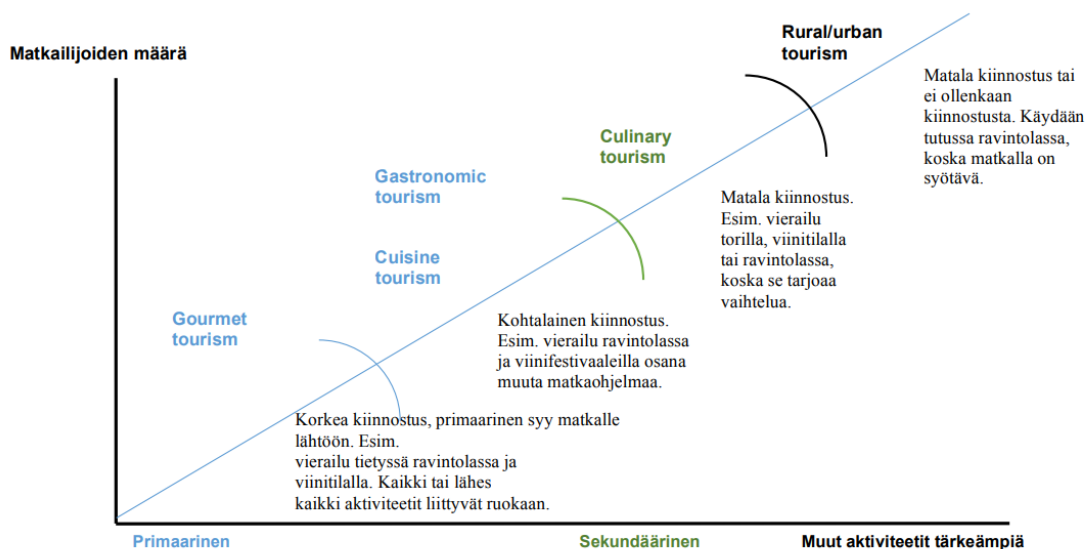 Matkailijoiden määrä
Rural/urban
tourism
Matala kiinnostus tai
ei ollenkaan
kiinnostusta. Käydään
tutussa ravintolassa,
koska matkalla on
syötävä.
Culinary
tourism
Gastronomic
tourism
Matala kiinnostus.
Esim. vierailu
torilla, viinitilalla
tai ravintolassa,
koska se tarjoaa
vaihtelua.
Cuisine
tourism
Gourmet
tourism
Kohtalainen kiinnostus.
Esim. vierailu ravintolassa
ja viinifestivaaleilla osana
muuta matkaohjelmaa.
Korkea kiinnostus, primaarinen syy matkalle
lähtöön. Esim.
vierailu tietyssä ravintolassa ja
viinitilalla. Kaikki tai lähes
kaikki aktiviteetit liittyvät ruokaan.
Primaarinen
Sekundäärinen
Muut aktiviteetit tärkeämpiä